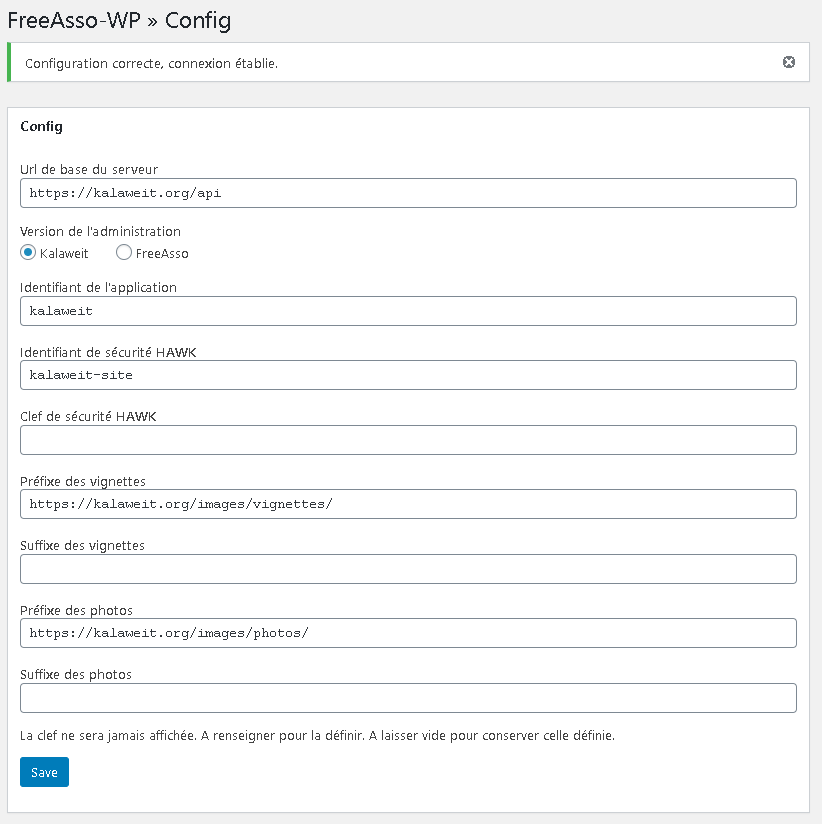 FreeAsso-WP » Config
Configuration correcte, connexion établie.
Config
Url de base du serveur
https://kalaweit.org/api
Version de l'administration
Kalaweit FreeAsso
Identifiant de l'application
kalaweit
Identifiant de sécurité HAWK
kalaweit-site
Clef de sécurité HAWK
Préfixe des vignettes
https://kalaweit.org/images/vignettes/
Suffixe des vignettes
Préfixe des photos
https://kalaweit.org/images/photos/
Suffixe des photos
La clef ne sera jamais affichée. A renseigner pour la définir. A laisser vide pour conserver celle définie.
Save